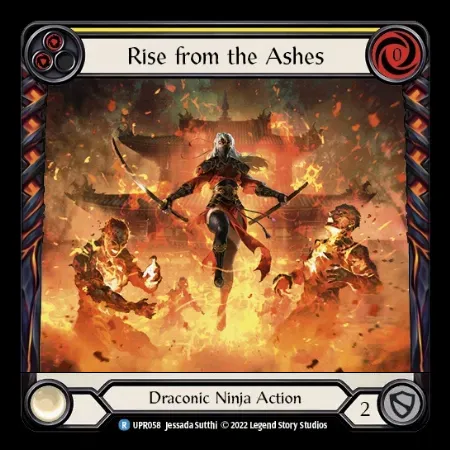 Rise from the Ashes
0
Draconic Ninja Action
2
R UPR058 Jessada Sutthi © 2022 Legend Story Studios